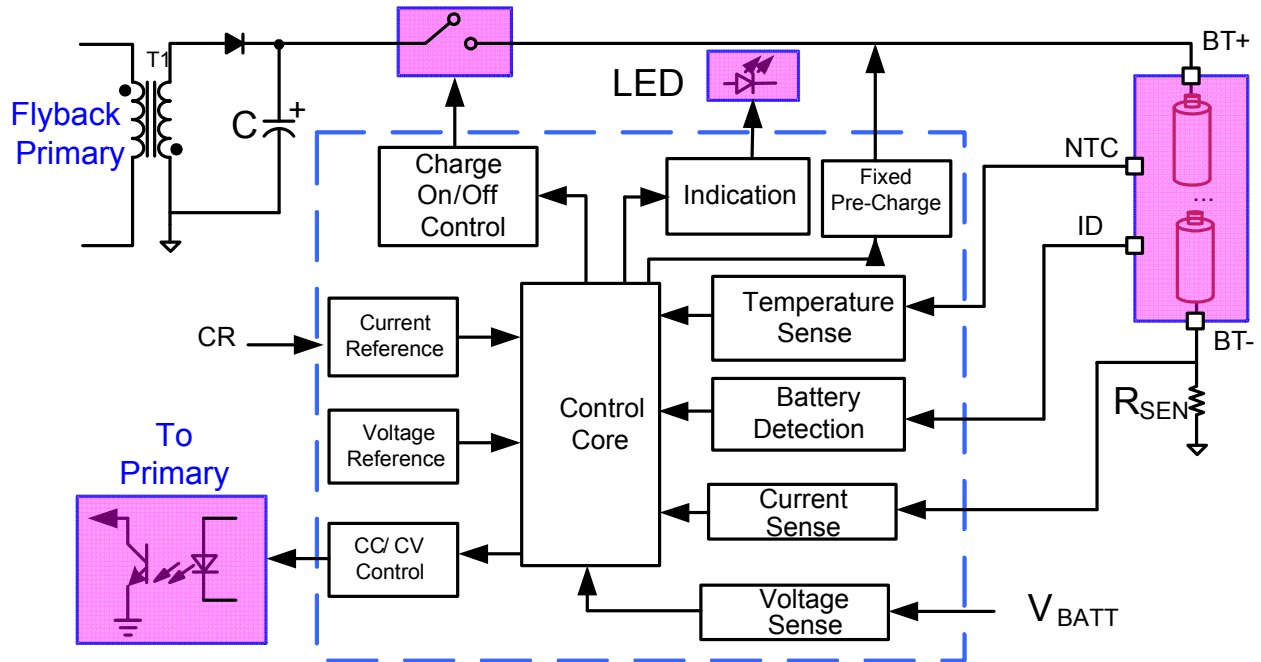 T1
Flyback
Primary
C
+
LED
BT+
NTC
ID
...
BT-
Charge
On/Off
Control
Indication
Fixed
Pre-Charge
Temperature
Sense
CR
Current
Reference
Control
Core
Battery
Detection
RSEN
Voltage
Reference
To
Primary
Current
Sense
CC/ CV
Control
Voltage
Sense
VBATT